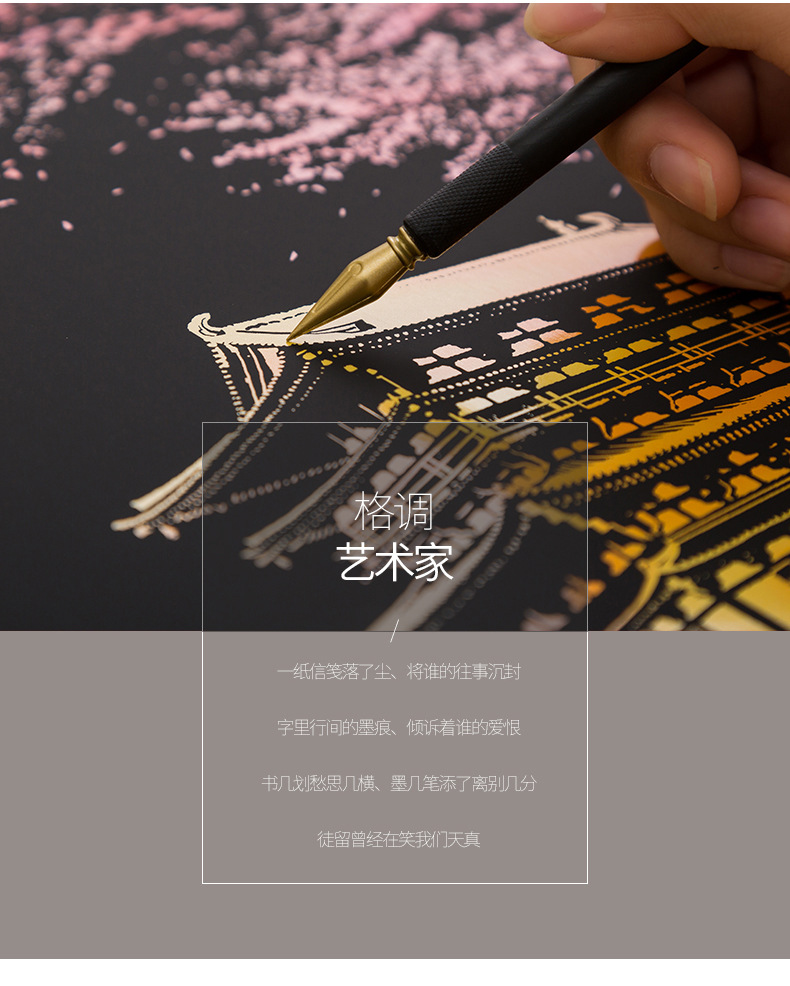 格调
艺术家
一纸信笺落了尘、将谁的往事沉封
字里行间的墨痕、倾诉着谁的爱恨
书几划愁思几横、墨几笔添了离别几分
徒留曾经在笑我们天真